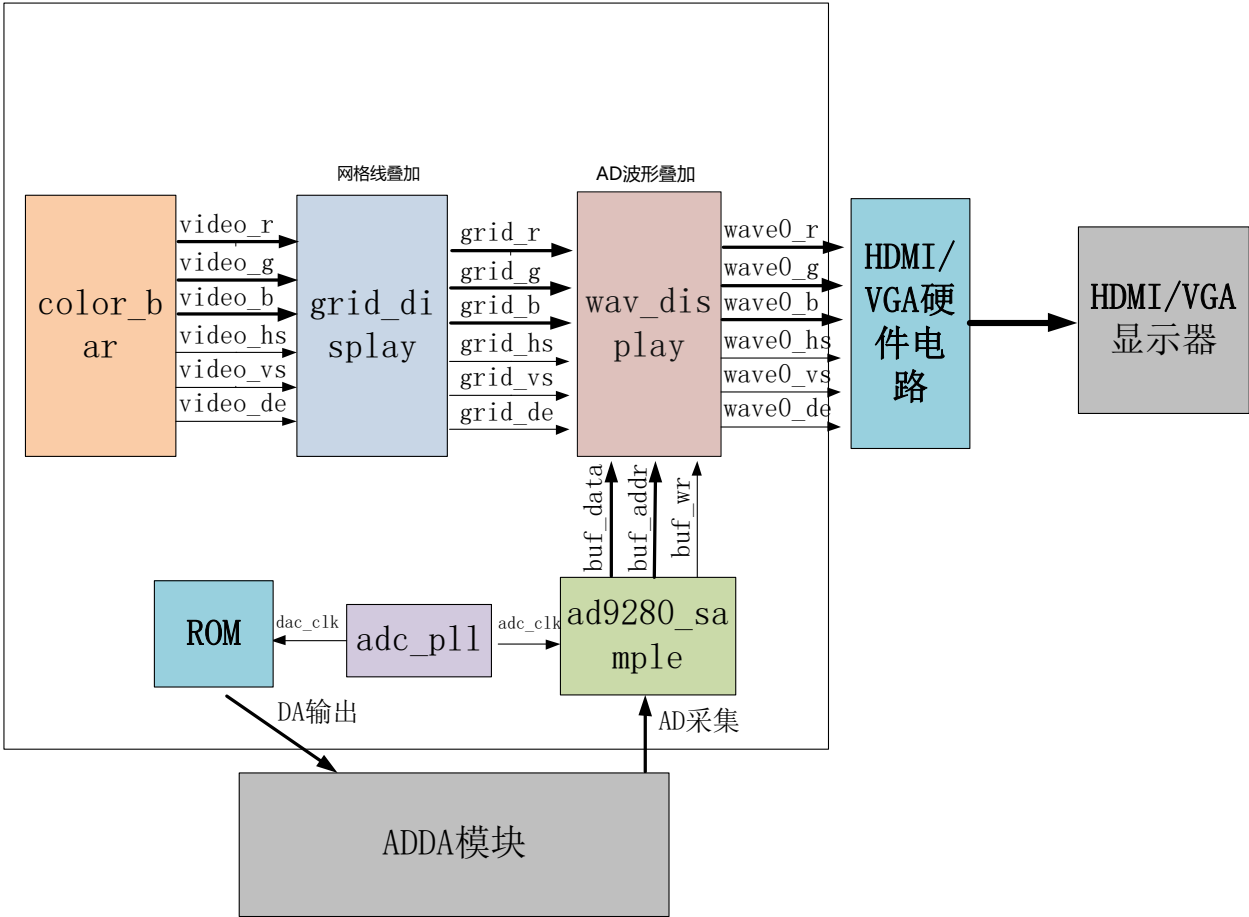 网格线叠加
AD波形叠加
color_b
ar
video_r
video_g
video_b
video_hs
video_vs
video_de
grid_di
splay
grid_r
grid_g
grid_b
grid_hs
grid_vs
grid_de
wav_dis
play
wave0_r
wave0_g
wave0_b
wave0_hs
wave0_vs
wave0_de
HDMI/
VGA硬
件电
路
HDMI/VGA
显示器
buf_data
buf_addr
buf_wr
ROM
dac_clk
adc_pll
adc_clk
ad9280_sa
mple
DA输出
AD采集
ADDA模块